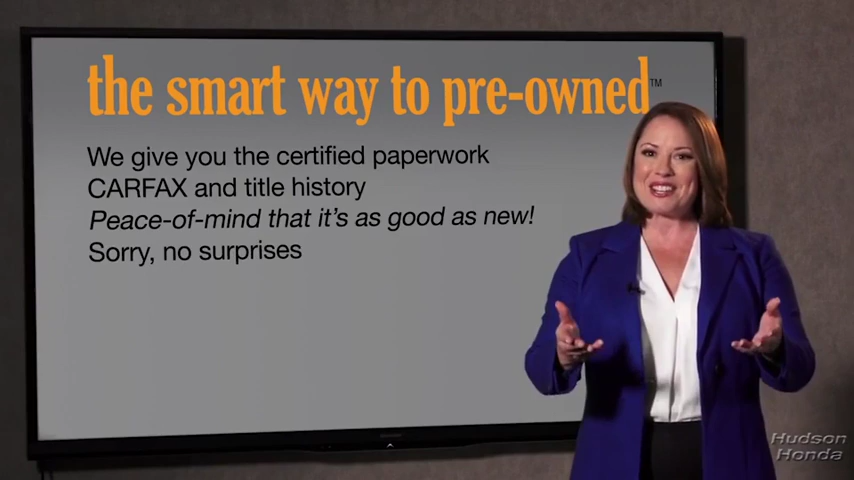 the smart way to pre-owned™
We give you the certified paperwork
CARFAX and title history
Peace-of-mind that it's as good as new!
Sorry, no surprises
Hudson
Honda